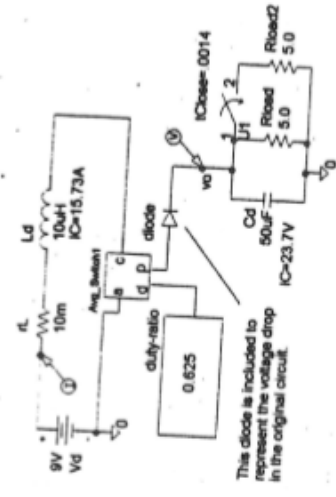 rL
Ld
10m
10uH
IC=15.73A
9V
Vd
+
0
Avg_Switch1
a
c
d
p
duty-ratio
0.625
diode
V
I
vo
Cd
50uF
IC=23.7V
tClose=.0014
1
2
U1
Rload
5.0
Rload2
5.0
0
This diode is included to
represent the voltage drop
in the original circuit.